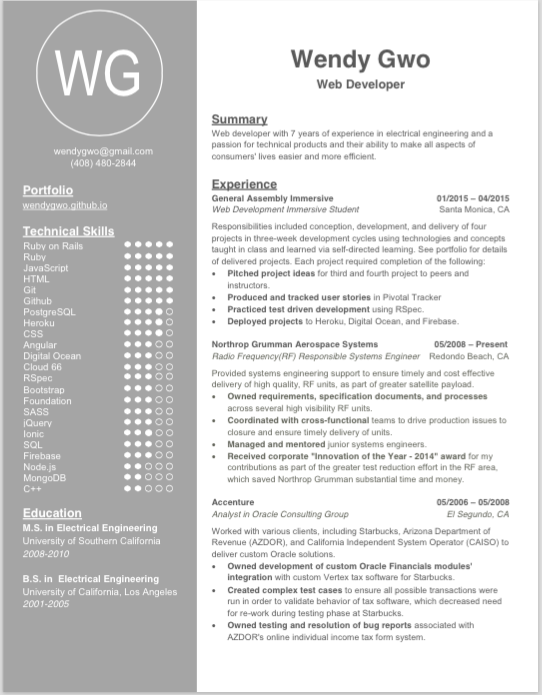 WG
wendygwo@gmail.com
(408) 480-2844
Portfolio
wendygwo.github.io
Technical Skills
Ruby on Rails
Ruby
JavaScript
HTML
Git
Github
PostgreSQL
Heroku
CSS
Angular
Digital Ocean
Cloud 66
RSpec
Bootstrap
Foundation
SASS
jQuery
Ionic
SQL
Firebase
Node.js
MongoDB
C++
Education
M.S. in Electrical Engineering
University of Southern California
2008-2010
B.S. in Electrical Engineering
University of California, Los Angeles
2001-2005
Wendy Gwo
Web Developer
Summary
Web developer with 7 years of experience in electrical engineering and a
passion for technical products and their ability to make all aspects of
consumers' lives easier and more efficient.
Experience
General Assembly Immersive 01/2015 – 04/2015
Web Development Immersive Student Santa Monica, CA
Responsibilities included conception, development, and delivery of four
projects in three-week development cycles using technologies and concepts
taught in class and learned via self-directed learning. See portfolio for details
of delivered projects. Each project required completion of the following:
• Pitched project ideas for third and fourth project to peers and
instructors.
• Produced and tracked user stories in Pivotal Tracker
• Practiced test driven development using RSpec.
• Deployed projects to Heroku, Digital Ocean, and Firebase.
Northrop Grumman Aerospace Systems 05/2008 – Present
Radio Frequency(RF) Responsible Systems Engineer Redondo Beach, CA
Provided systems engineering support to ensure timely and cost effective
delivery of high quality, RF units, as part of greater satellite payload.
• Owned requirements, specification documents, and processes
across several high visibility RF units.
• Coordinated with cross-functional teams to drive production issues to
closure and ensure timely delivery of units.
• Managed and mentored junior systems engineers.
• Received corporate "Innovation of the Year - 2014" award for my
contributions as part of the greater test reduction effort in the RF area,
which saved Northrop Grumman substantial time and money.
Accenture 05/2006 – 05/2008
Analyst in Oracle Consulting Group El Segundo, CA
Worked with various clients, including Starbucks, Arizona Department of
Revenue (AZDOR), and California Independent System Operator (CAISO) to
deliver custom Oracle solutions.
• Owned development of custom Oracle Financials modules'
integration with custom Vertex tax software for Starbucks.
• Created complex test cases to ensure all possible transactions were
run in order to validate behavior of tax software, which decreased need
for re-work during testing phase at Starbucks.
• Owned testing and resolution of bug reports associated with
AZDOR's online individual income tax form system.